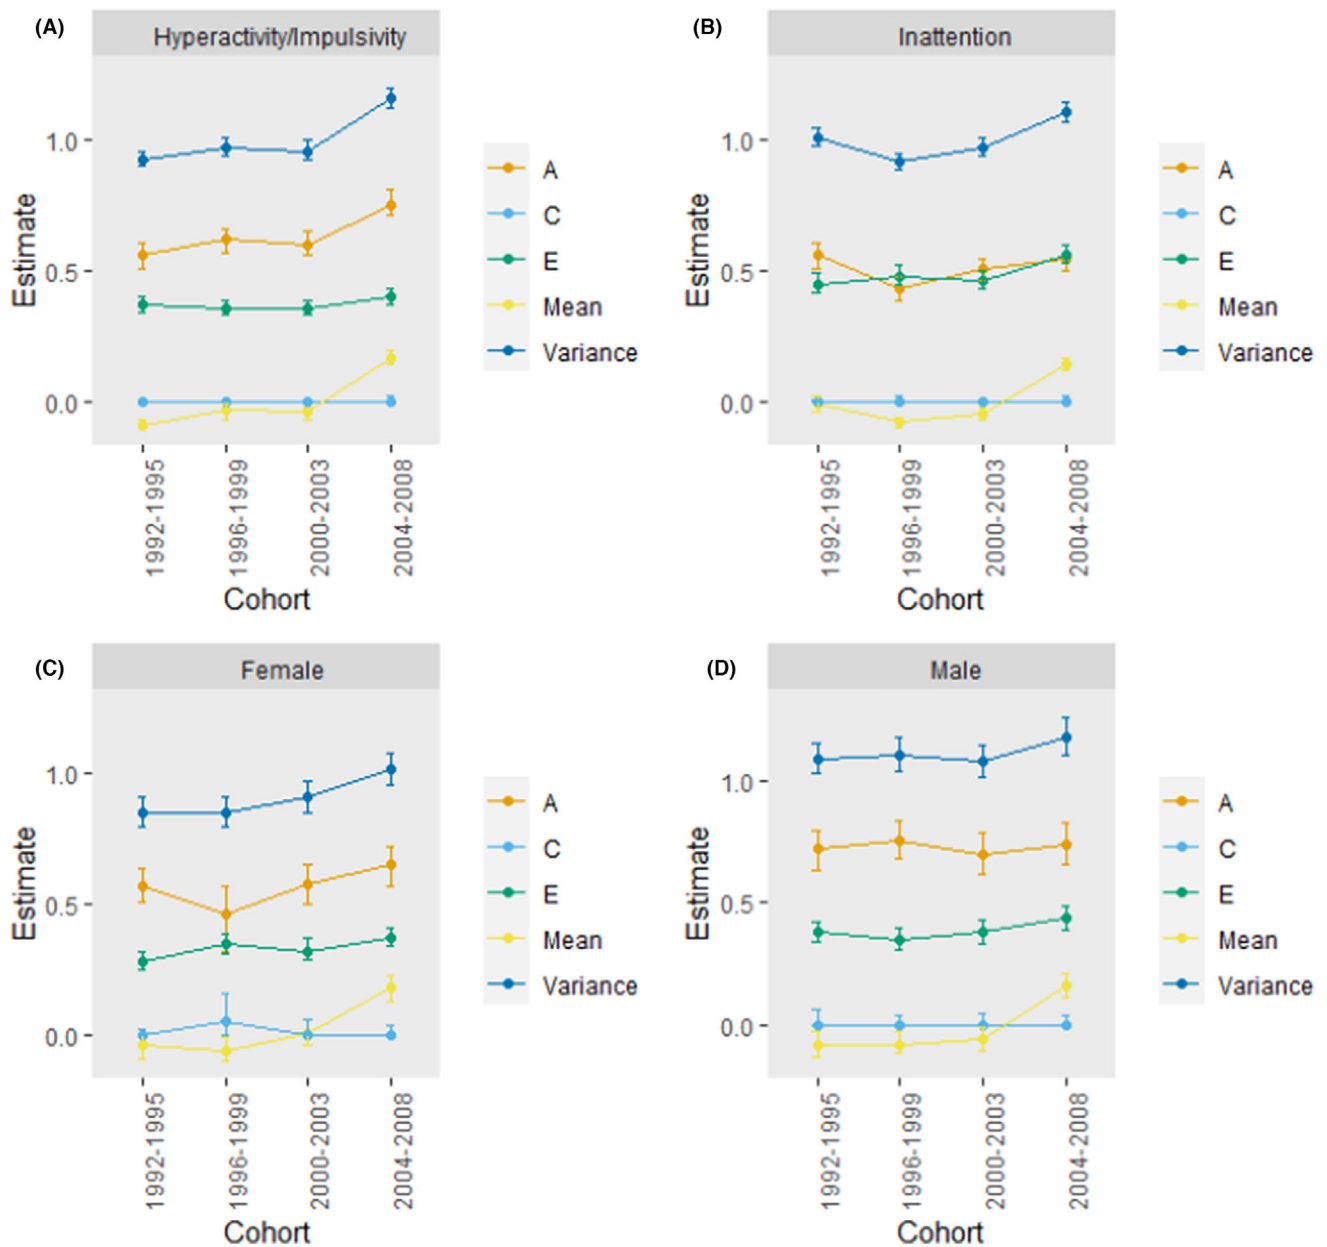 (A)
Hyperactivity/Impulsivity
1.0
0.5
0.0
Estimate
1992-1995
1996-1999
2000-2003
2004-2008
Cohort
A
C
E
Mean
Variance
(B)
Inattention
1.0
0.5
0.0
Estimate
1992-1995
1996-1999
2000-2003
2004-2008
Cohort
A
C
E
Mean
Variance
(C)
Female
1.0
0.5
0.0
Estimate
1992-1995
1996-1999
2000-2003
2004-2008
Cohort
A
C
E
Mean
Variance
(D)
Male
1.0
0.5
0.0
Estimate
1992-1995
1996-1999
2000-2003
2004-2008
Cohort
A
C
E
Mean
Variance